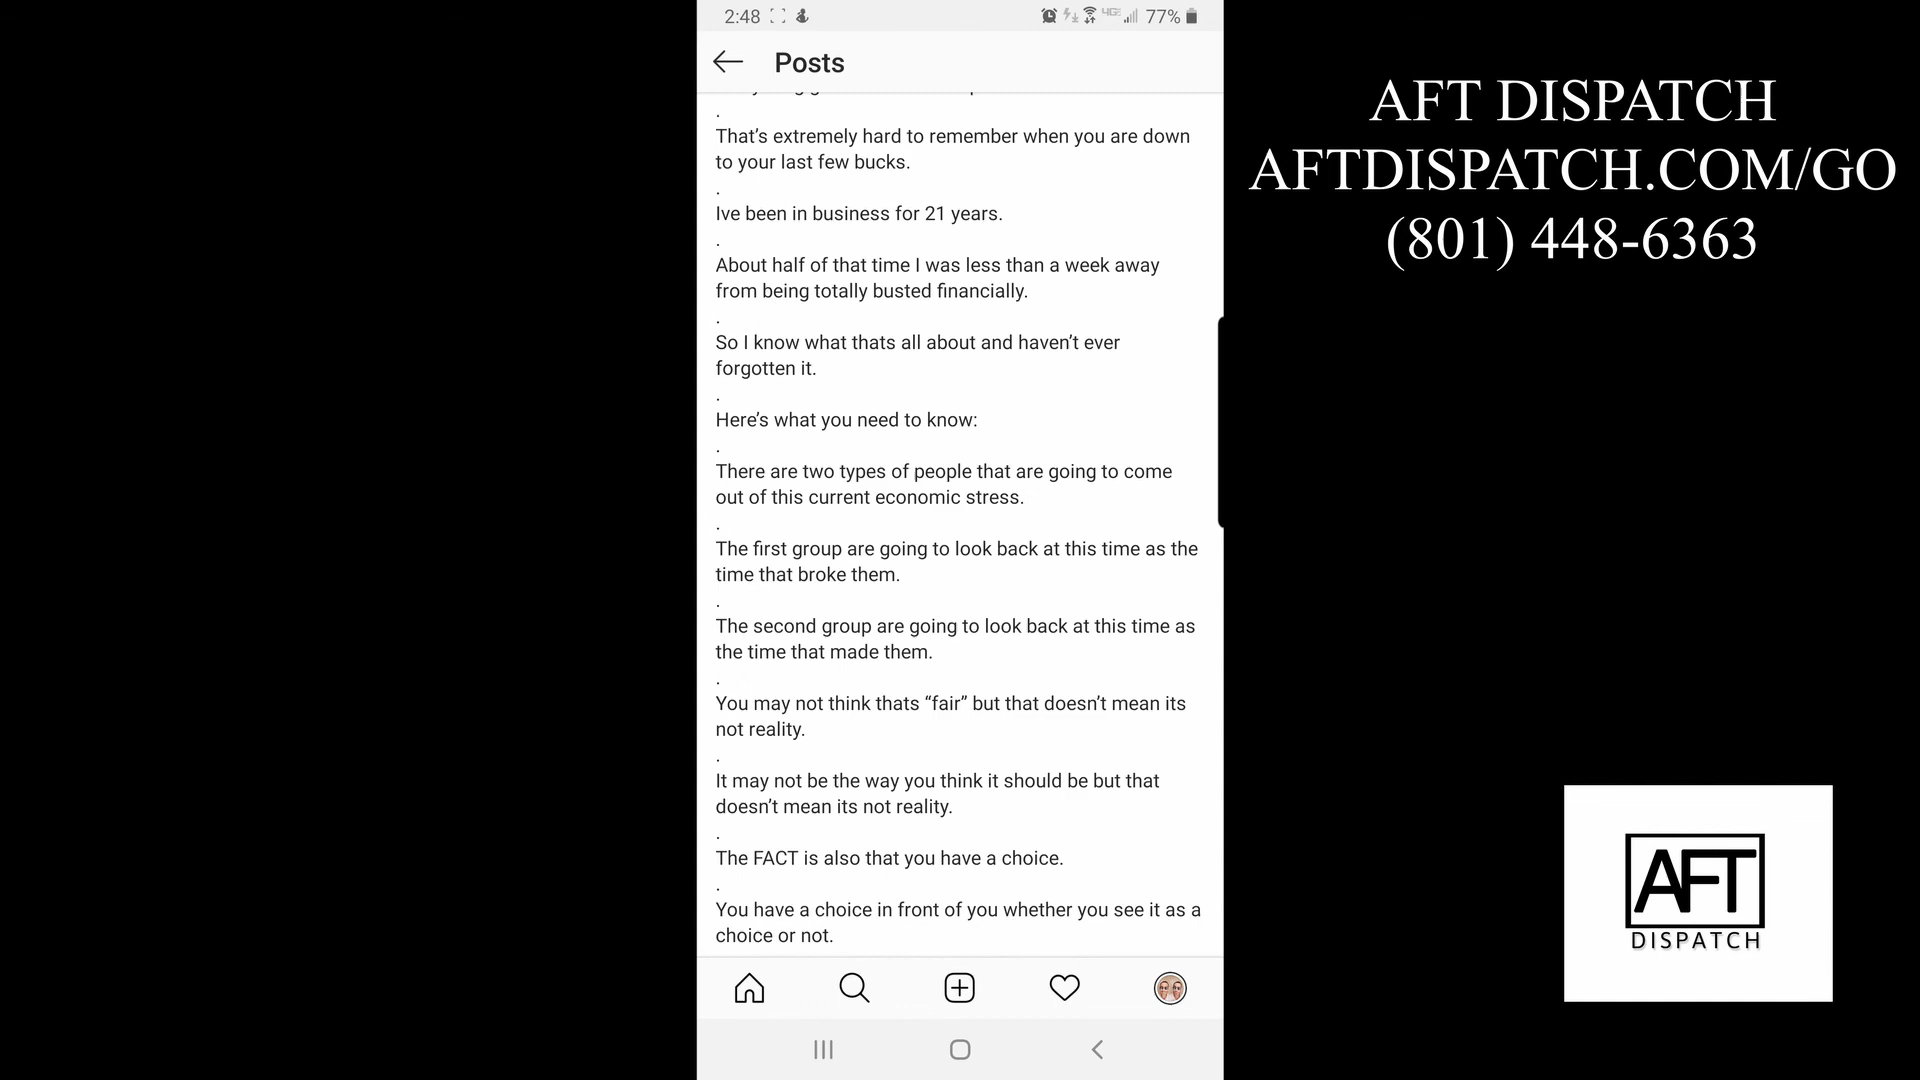 2:48
4GE 77%
Posts
.
That’s extremely hard to remember when you are down
to your last few bucks.
.
Ive been in business for 21 years.
.
About half of that time I was less than a week away
from being totally busted financially.
.
So I know what thats all about and haven’t ever
forgotten it.
.
Here’s what you need to know:
.
There are two types of people that are going to come
out of this current economic stress.
.
The first group are going to look back at this time as the
time that broke them.
.
The second group are going to look back at this time as
the time that made them.
.
You may not think thats “fair” but that doesn’t mean its
not reality.
.
It may not be the way you think it should be but that
doesn’t mean its not reality.
.
The FACT is also that you have a choice.
.
You have a choice in front of you whether you see it as a
choice or not.
AFT DISPATCH
AFTDISPATCH.COM/GO
(801) 448-6363
AFT
DISPATCH